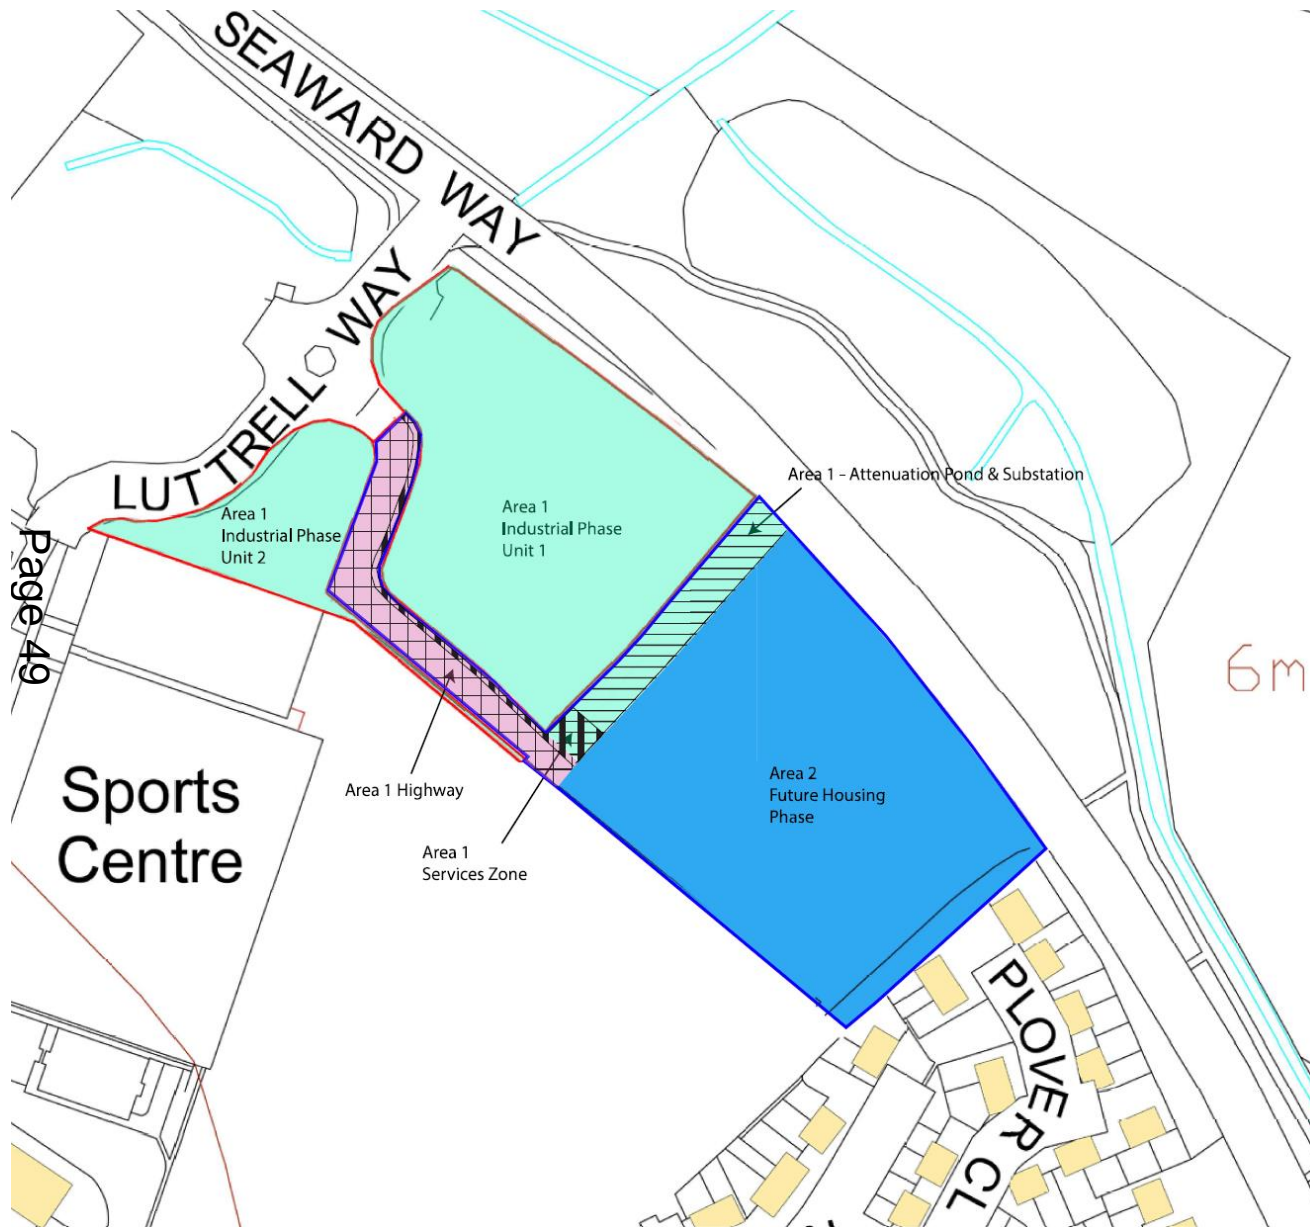 SEAWARD WAY
LUTTRELL WAY
Area 1 – Attenuation Pond & Substation
Area 1
Industrial Phase
Unit 1
Area 1
Industrial Phase
Unit 2
Page 49
6m
Area 1 Highway
Area 2
Future Housing
Phase
Sports
Centre
Area 1
Services Zone
PLOVER CL